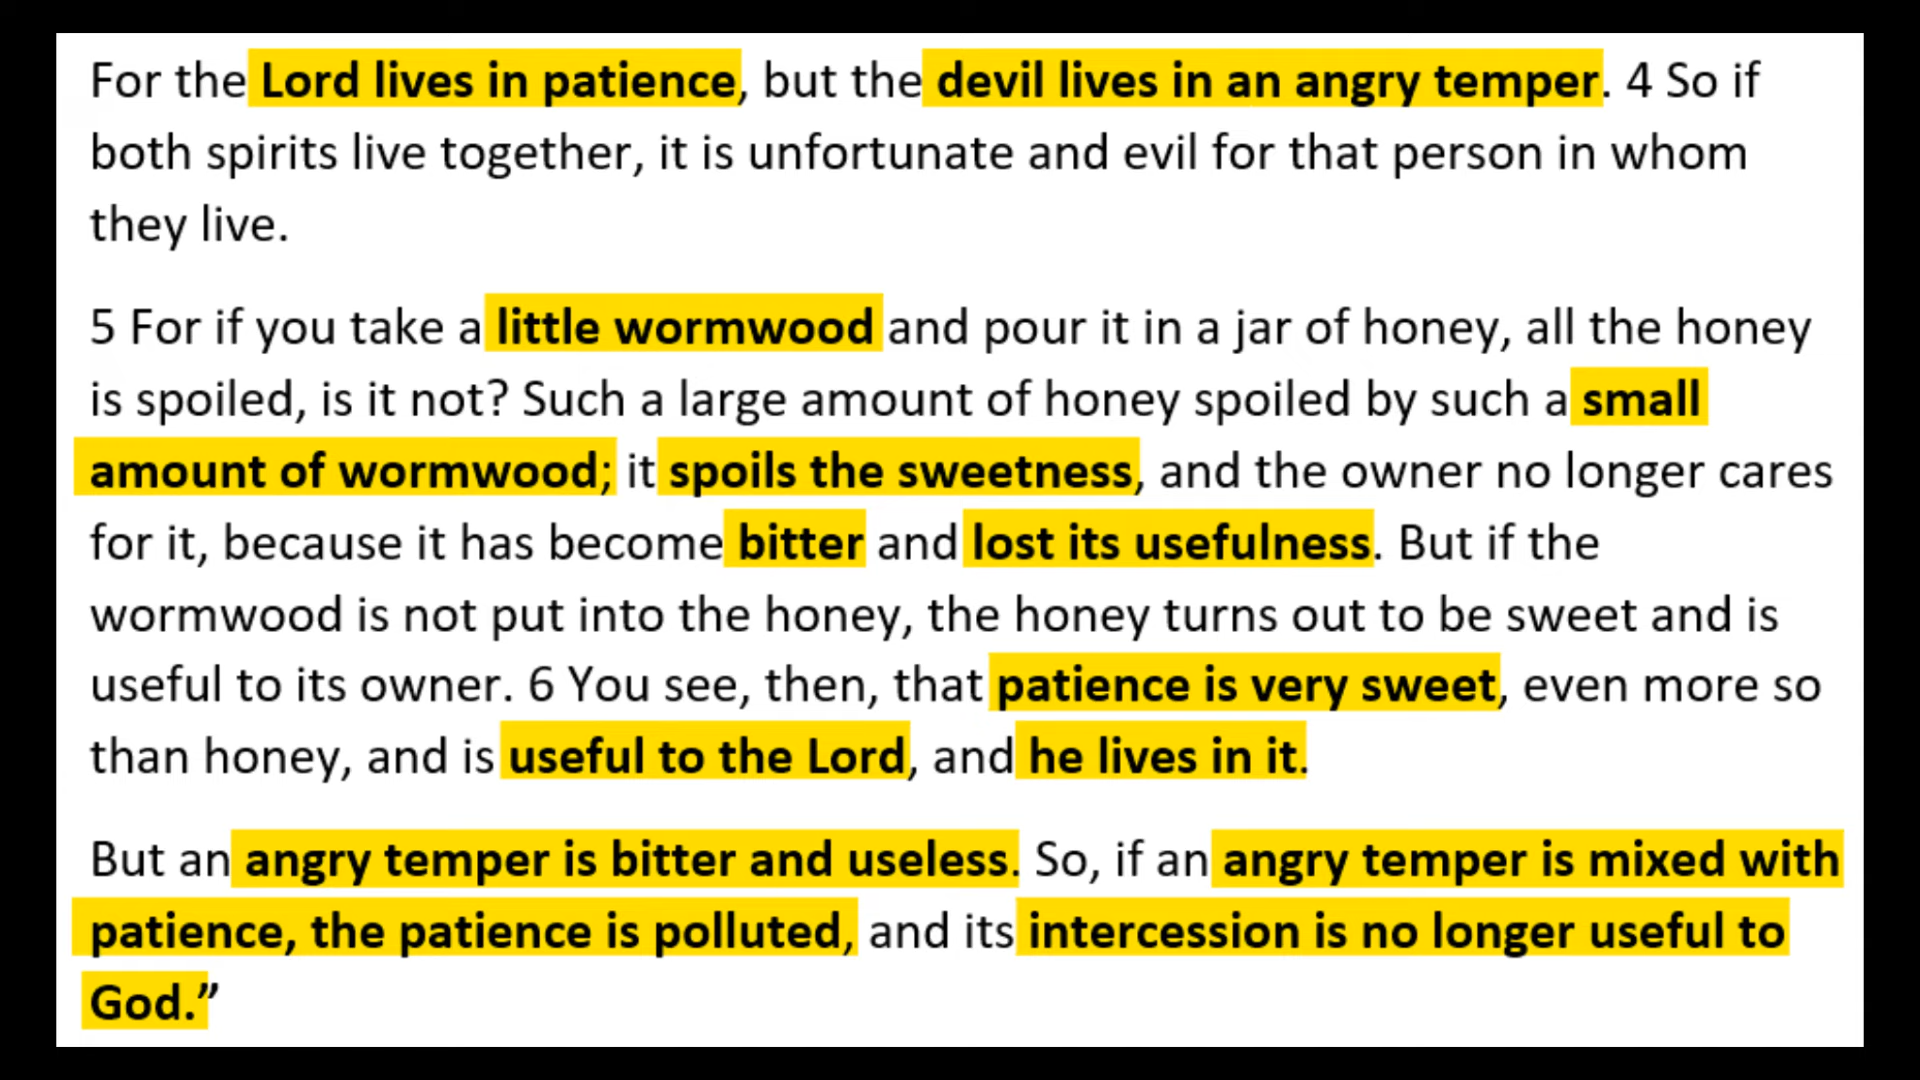 For the Lord lives in patience, but the devil lives in an angry temper. 4 So if
both spirits live together, it is unfortunate and evil for that person in whom
they live.
5 For if you take a little wormwood and pour it in a jar of honey, all the honey
is spoiled, is it not? Such a large amount of honey spoiled by such a small
amount of wormwood; it spoils the sweetness, and the owner no longer cares
for it, because it has become bitter and lost its usefulness. But if the
wormwood is not put into the honey, the honey turns out to be sweet and is
useful to its owner. 6 You see, then, that patience is very sweet, even more so
than honey, and is useful to the Lord, and he lives in it.
But an angry temper is bitter and useless. So, if an angry temper is mixed with
patience, the patience is polluted, and its intercession is no longer useful to
God.”